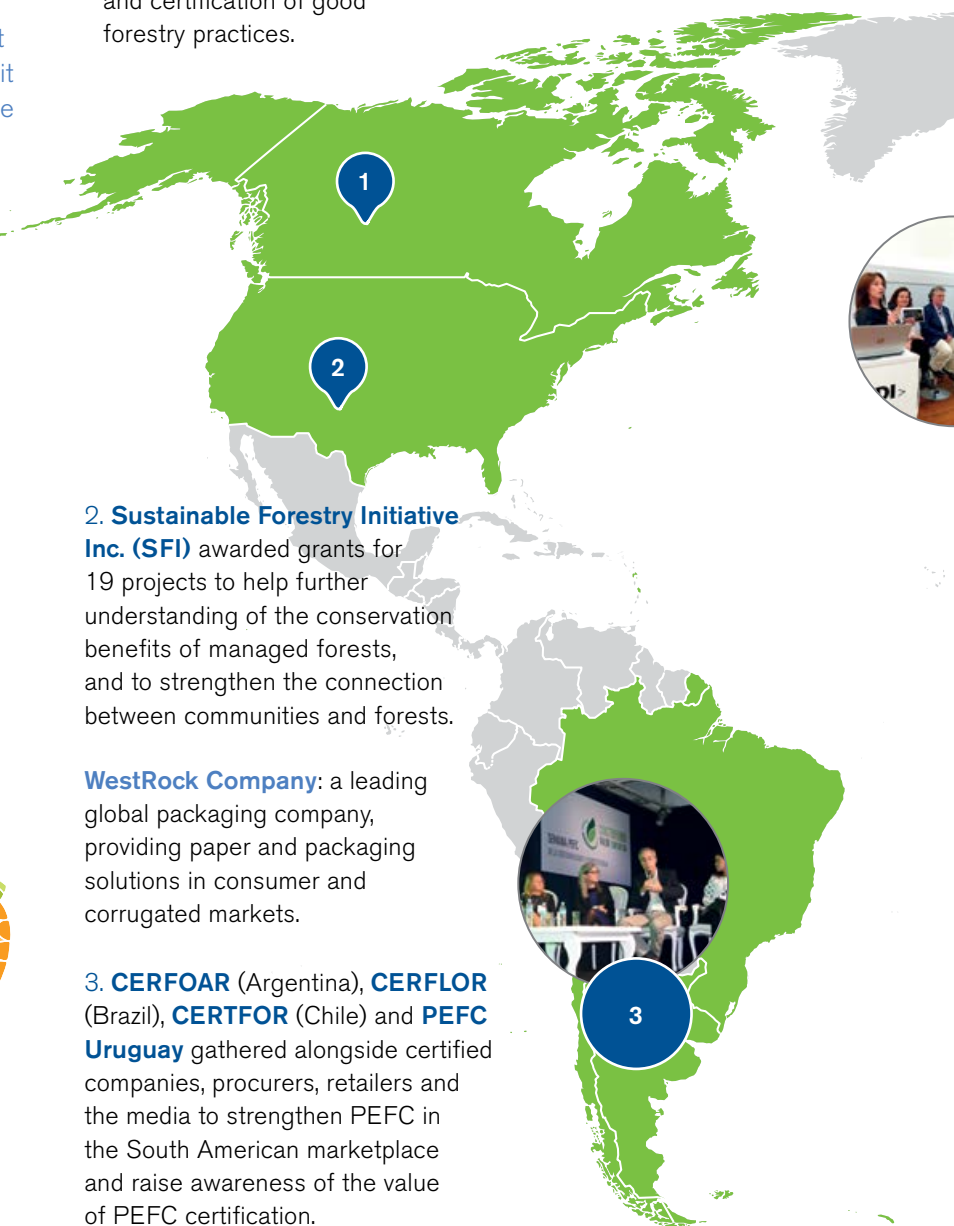 and certification of good
forestry practices.
t
it
e
1
2
2. Sustainable Forestry Initiative
Inc. (SFI) awarded grants for
19 projects to help further
understanding of the conservation
benefits of managed forests,
and to strengthen the connection
between communities and forests.
WestRock Company: a leading
global packaging company,
providing paper and packaging
solutions in consumer and
corrugated markets.
3. CERFOAR (Argentina), CERFLOR
(Brazil), CERTFOR (Chile) and PEFC
Uruguay gathered alongside certified
companies, procurers, retailers and
the media to strengthen PEFC in
the South American marketplace
and raise awareness of the value
of PEFC certification.
3
pl>
SEMANA PEFC